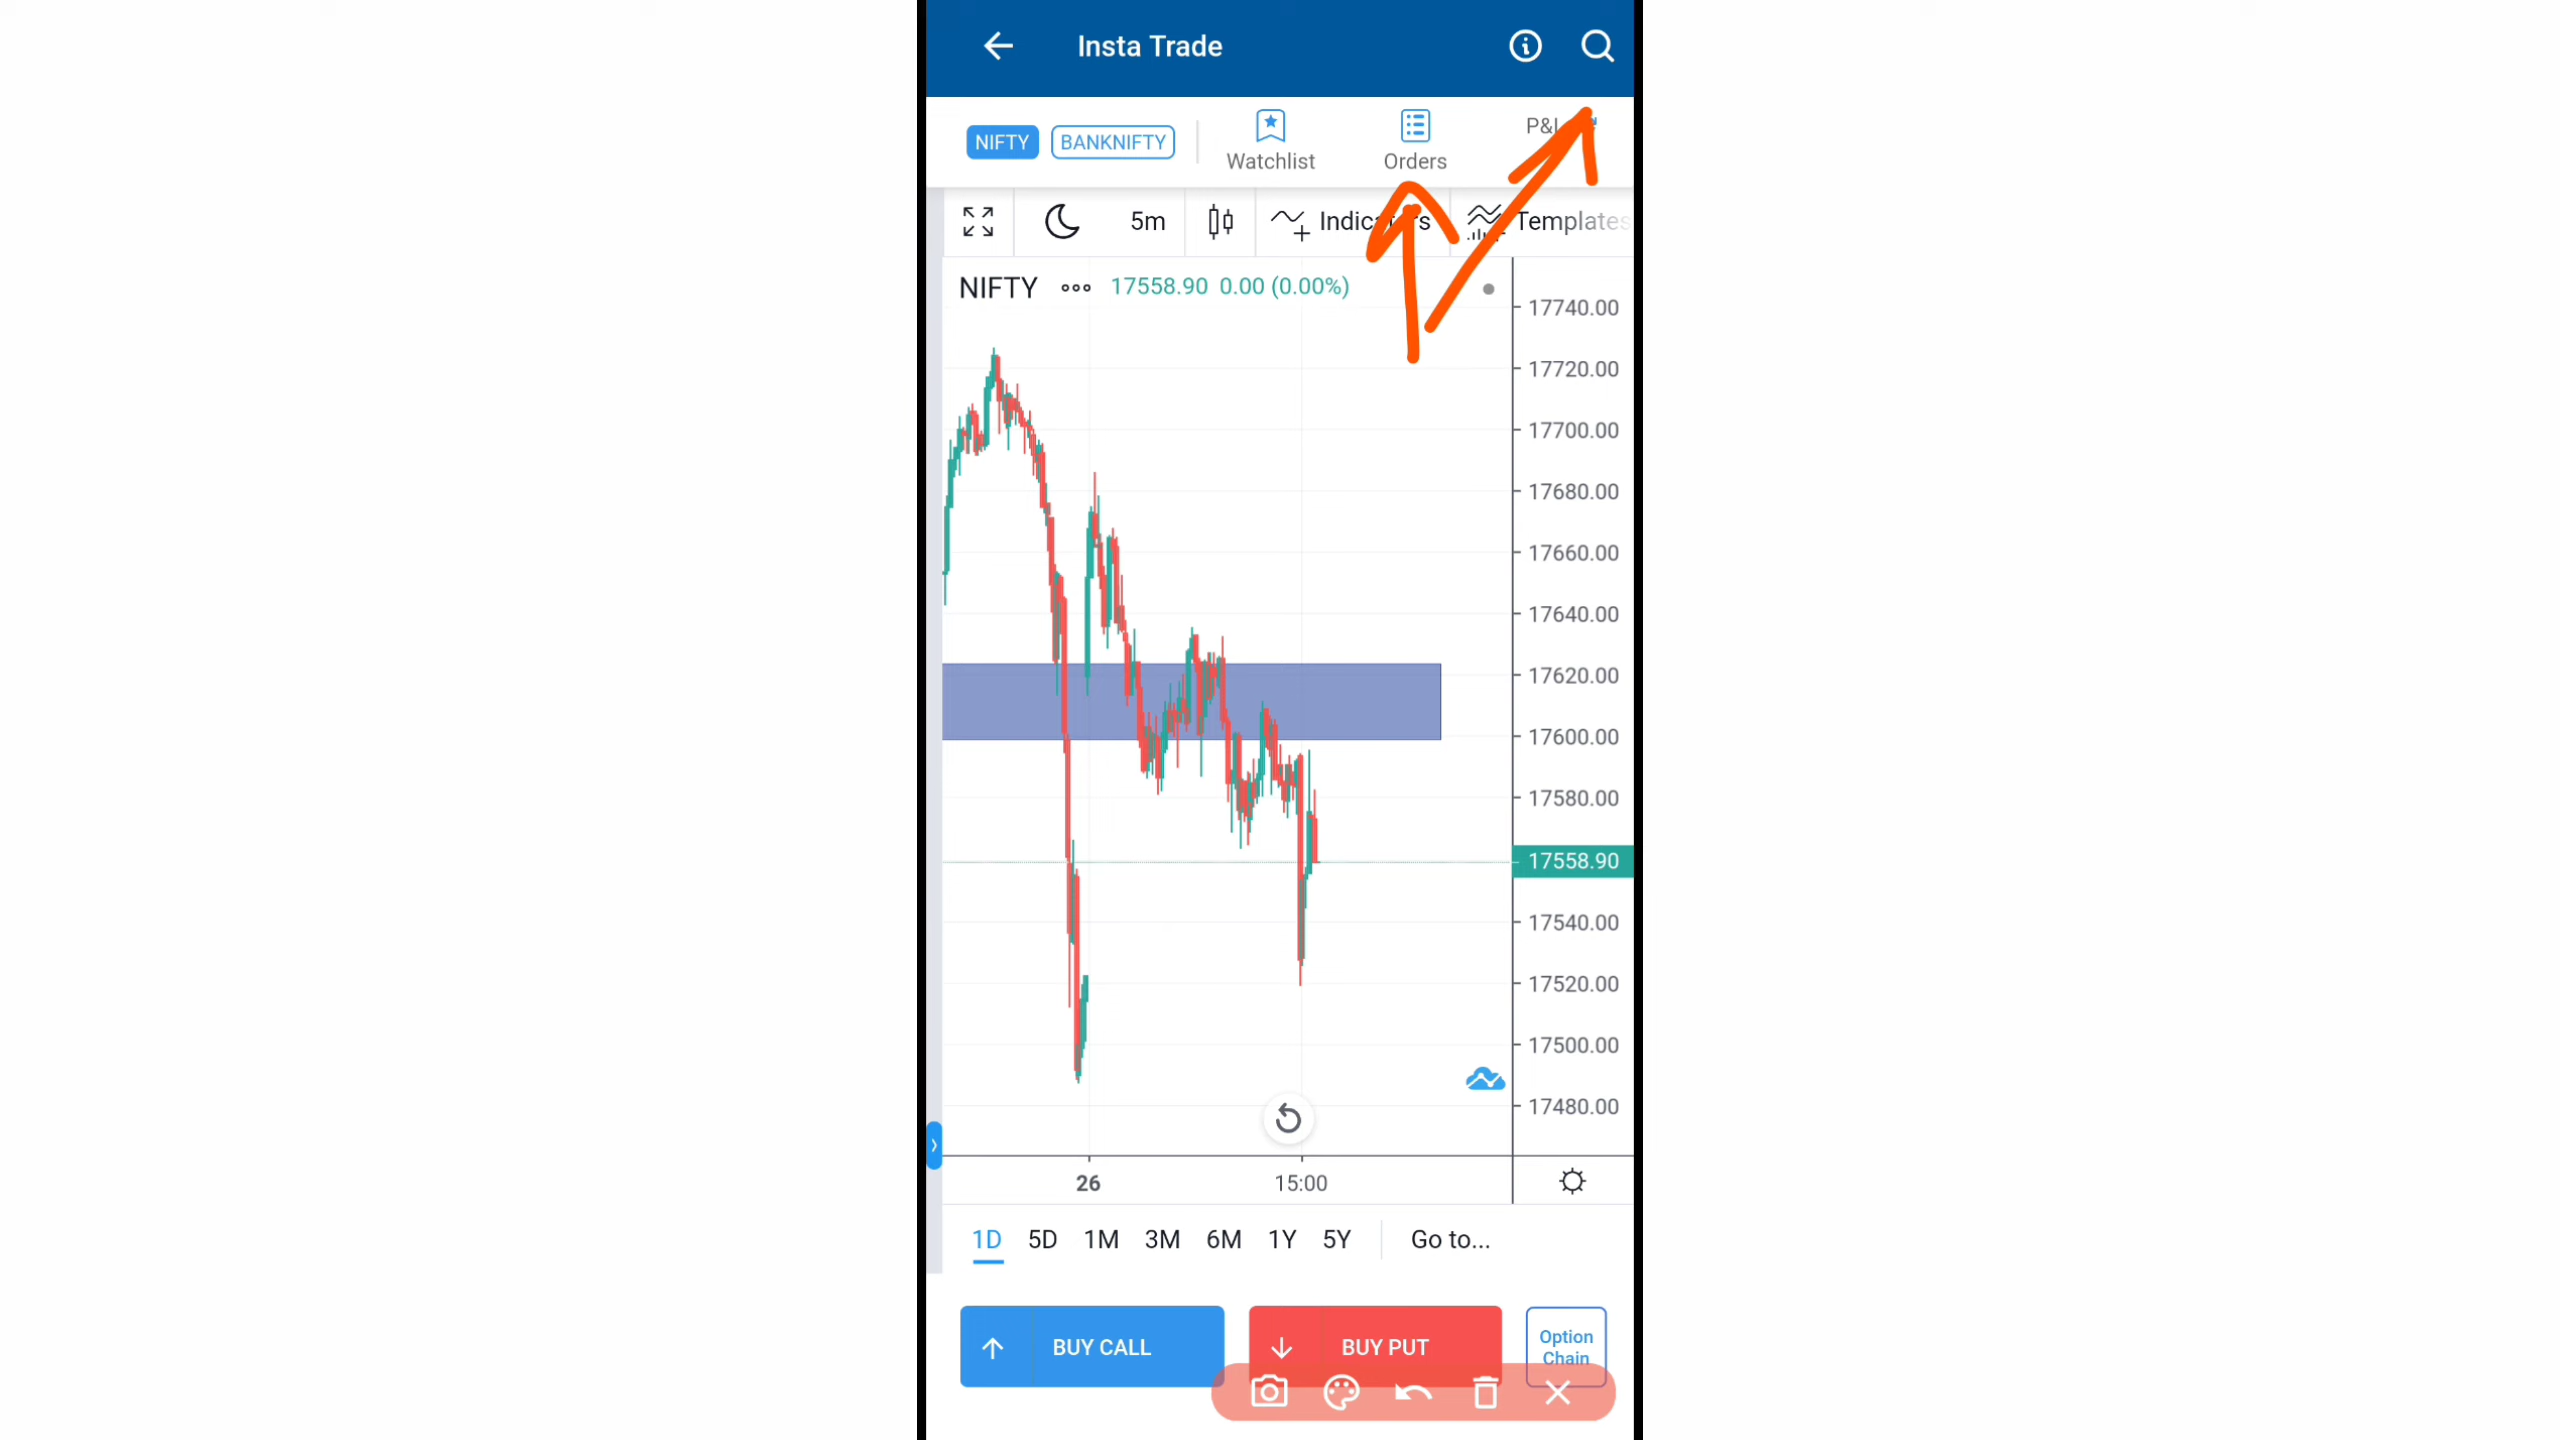 Insta Trade
NIFTY BANKNIFTY Watchlist Orders P&L
5m Indicators Templates
NIFTY 17558.90 0.00 (0.00%)
17740.00
17720.00
17700.00
17680.00
17660.00
17640.00
17620.00
17600.00
17580.00
17558.90
17540.00
17520.00
17500.00
17480.00
26 15:00
1D 5D 1M 3M 6M 1Y 5Y Go to...
BUY CALL BUY PUT Option
Chain